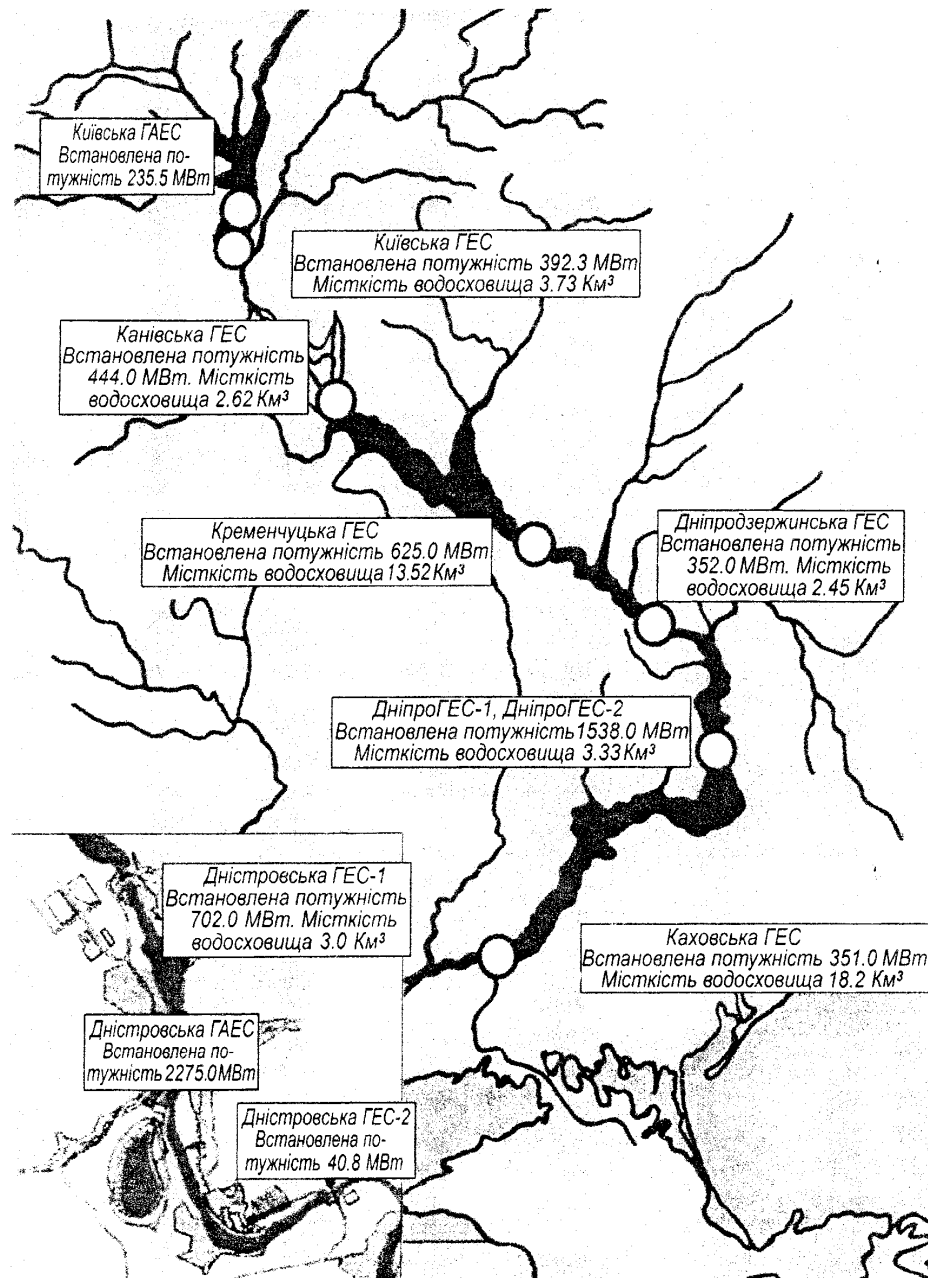 Київська ГАЕС
Встановлена по-
тужність 235.5 МВт
Київська ГЕС
Встановлена потужність 392.3 МВт
Місткість водосховища 3.73 Км³
Канівська ГЕС
Встановлена потужність
444.0 МВт. Місткість
водосховища 2.62 Км³
Кременчуцька ГЕС
Встановлена потужність 625.0 МВт
Місткість водосховища 13.52 Км³
Дніпродзержинська ГЕС
Встановлена потужність
352.0 МВт. Місткість
водосховища 2.45 Км³
ДніпроГЕС-1, ДніпроГЕС-2
Встановлена потужність 1538.0 МВт
Місткість водосховища 3.33 Км³
Дністровська ГЕС-1
Встановлена потужність
702.0 МВт. Місткість
водосховища 3.0 Км³
Каховська ГЕС
Встановлена потужність 351.0 МВт
Місткість водосховища 18.2 Км³
Дністровська ГАЕС
Встановлена по-
тужність 2275.0 МВт
Дністровська ГЕС-2
Встановлена по-
тужність 40.8 МВт